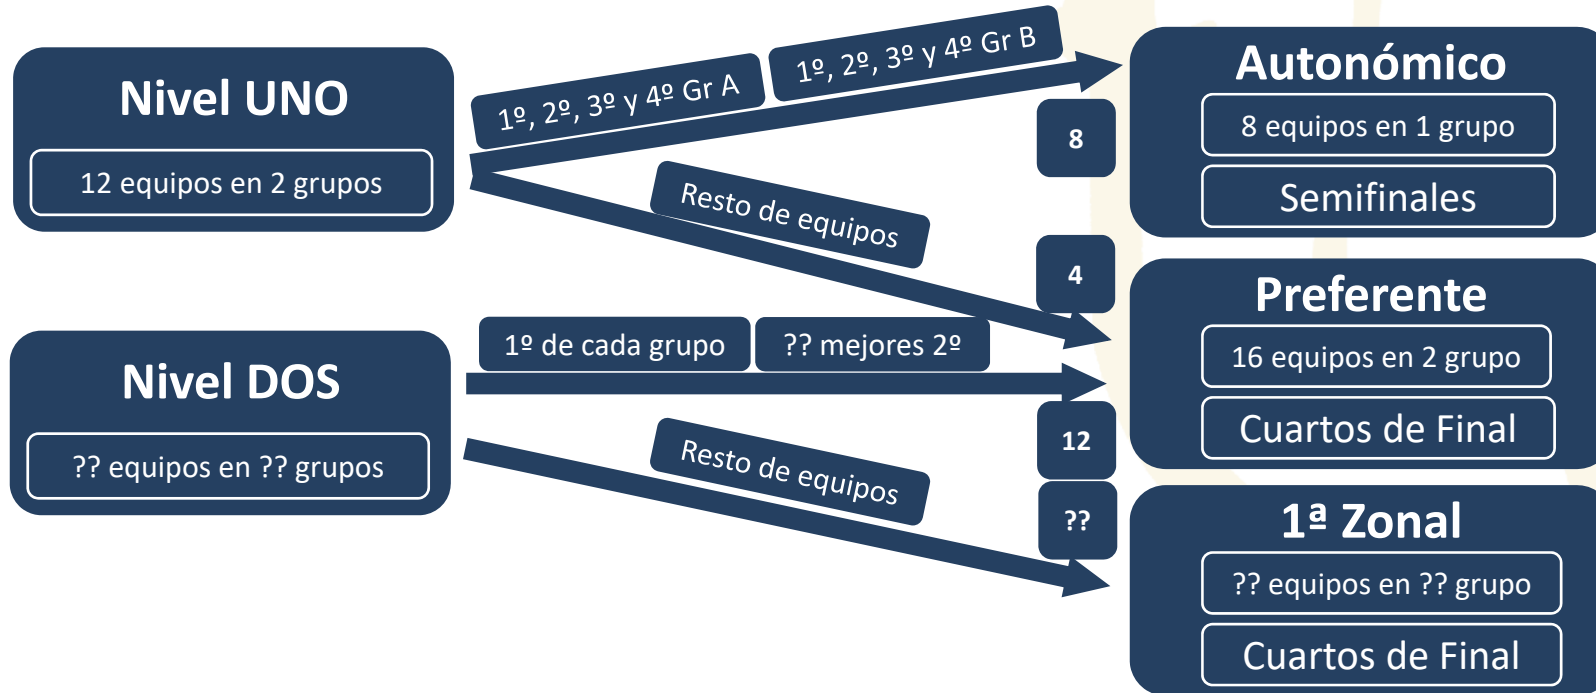 Nivel UNO
12 equipos en 2 grupos
1º, 2º, 3º y 4º Gr A
1º, 2º, 3º y 4º Gr B
8
Autonómico
8 equipos en 1 grupo
Semifinales
Resto de equipos
4
Preferente
16 equipos en 2 grupo
Cuartos de Final
Nivel DOS
?? equipos en ?? grupos
1º de cada grupo
?? mejores 2º
12
Resto de equipos
??
1ª Zonal
?? equipos en ?? grupo
Cuartos de Final